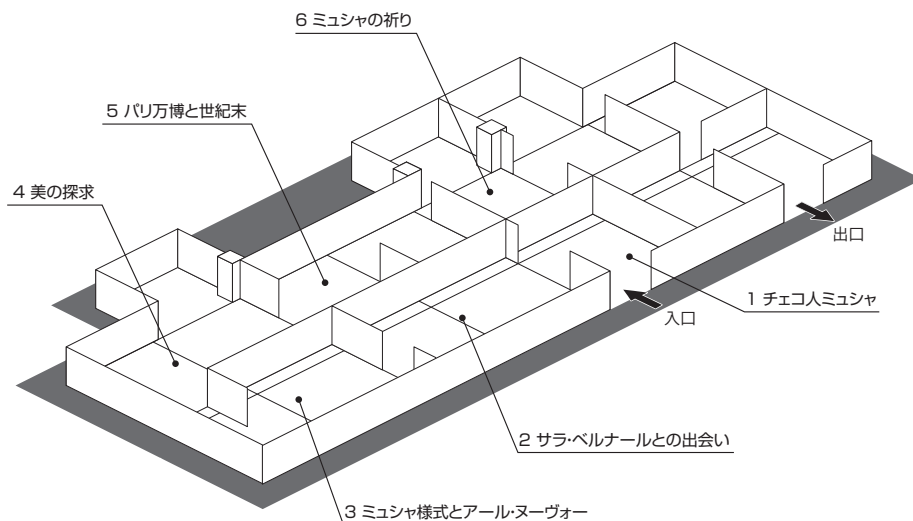 6 ミュシャの祈り
5 パリ万博と世紀末
4 美の探求
出口
1 チェコ人ミュシャ
入口
2 サラ・ベルナールとの出会い
3 ミュシャ様式とアール・ヌーヴォー